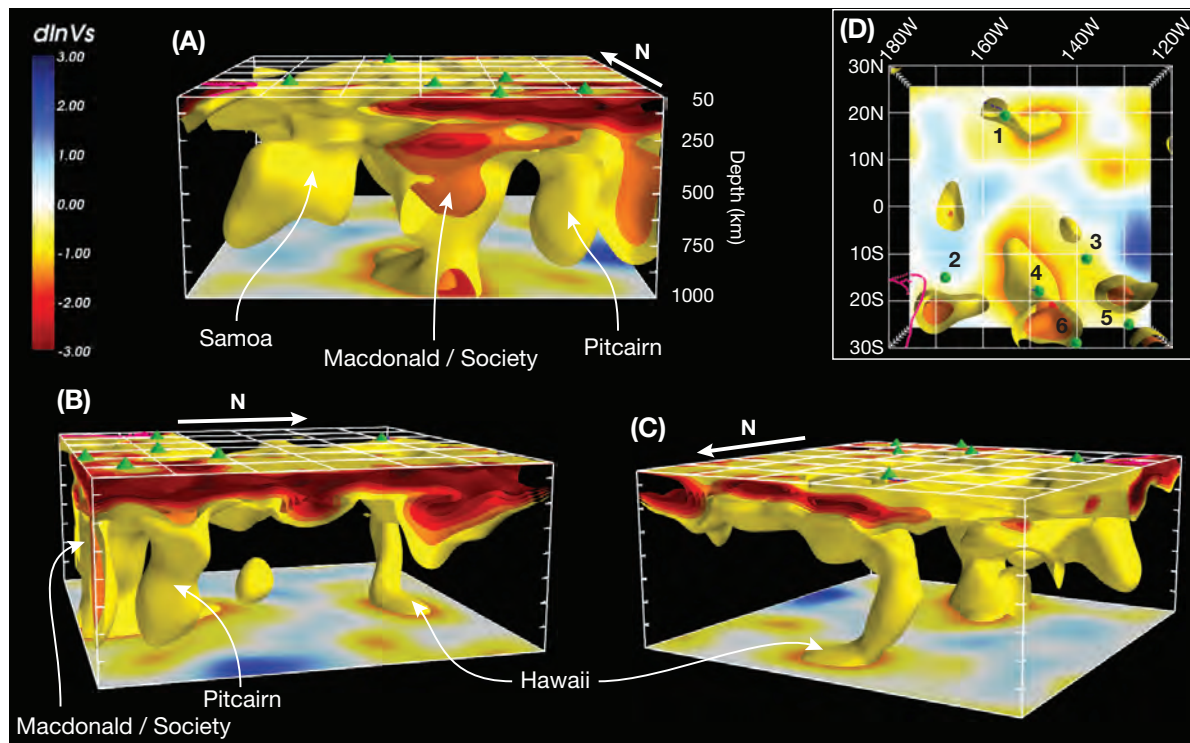 dlnVs
3.00
2.00
1.00
0.00
-1.00
-2.00
-3.00
(A)
N
50
250
500
750
1000
Depth (km)
Samoa
Macdonald / Society
Pitcairn
(D)
180W
160W
140W
120W
30N
20N
10N
0
10S
20S
30S
1
2
3
4
5
6
(B)
N
Pitcairn
Macdonald / Society
Hawaii
(C)
N